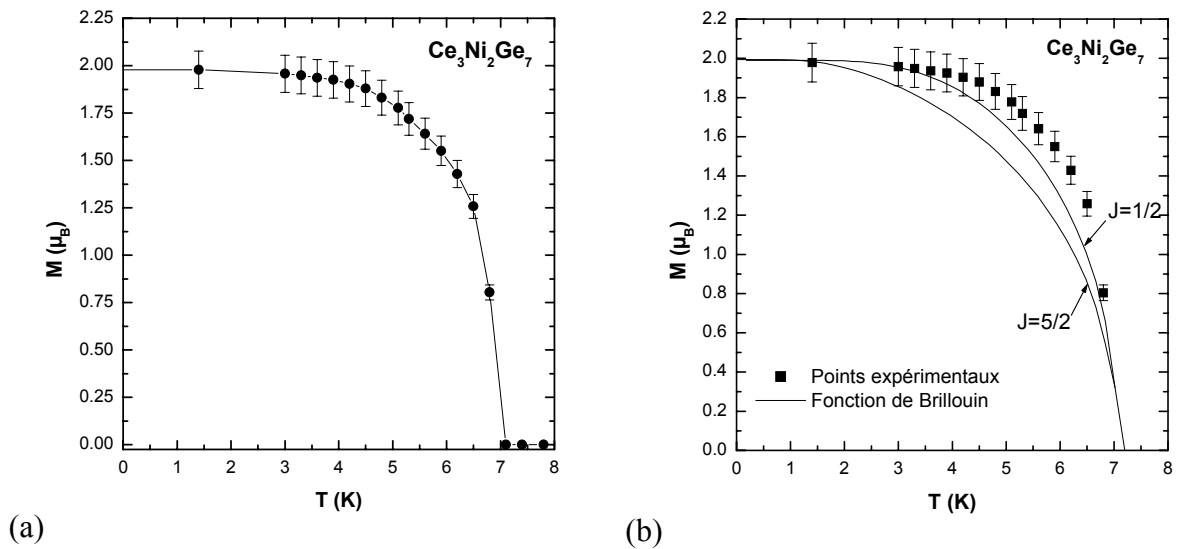 Ce3Ni2Ge7
2.25
2.00
1.75
1.50
1.25
1.00
0.75
0.50
0.25
0.00
M (μB)
0 1 2 3 4 5 6 7 8
T (K)
(a)
Ce3Ni2Ge7
2.2
2.0
1.8
1.6
1.4
1.2
1.0
0.8
0.6
0.4
0.2
0.0
M (μB)
J=1/2
J=5/2
Points expérimentaux
Fonction de Brillouin
0 1 2 3 4 5 6 7 8
T (K)
(b)